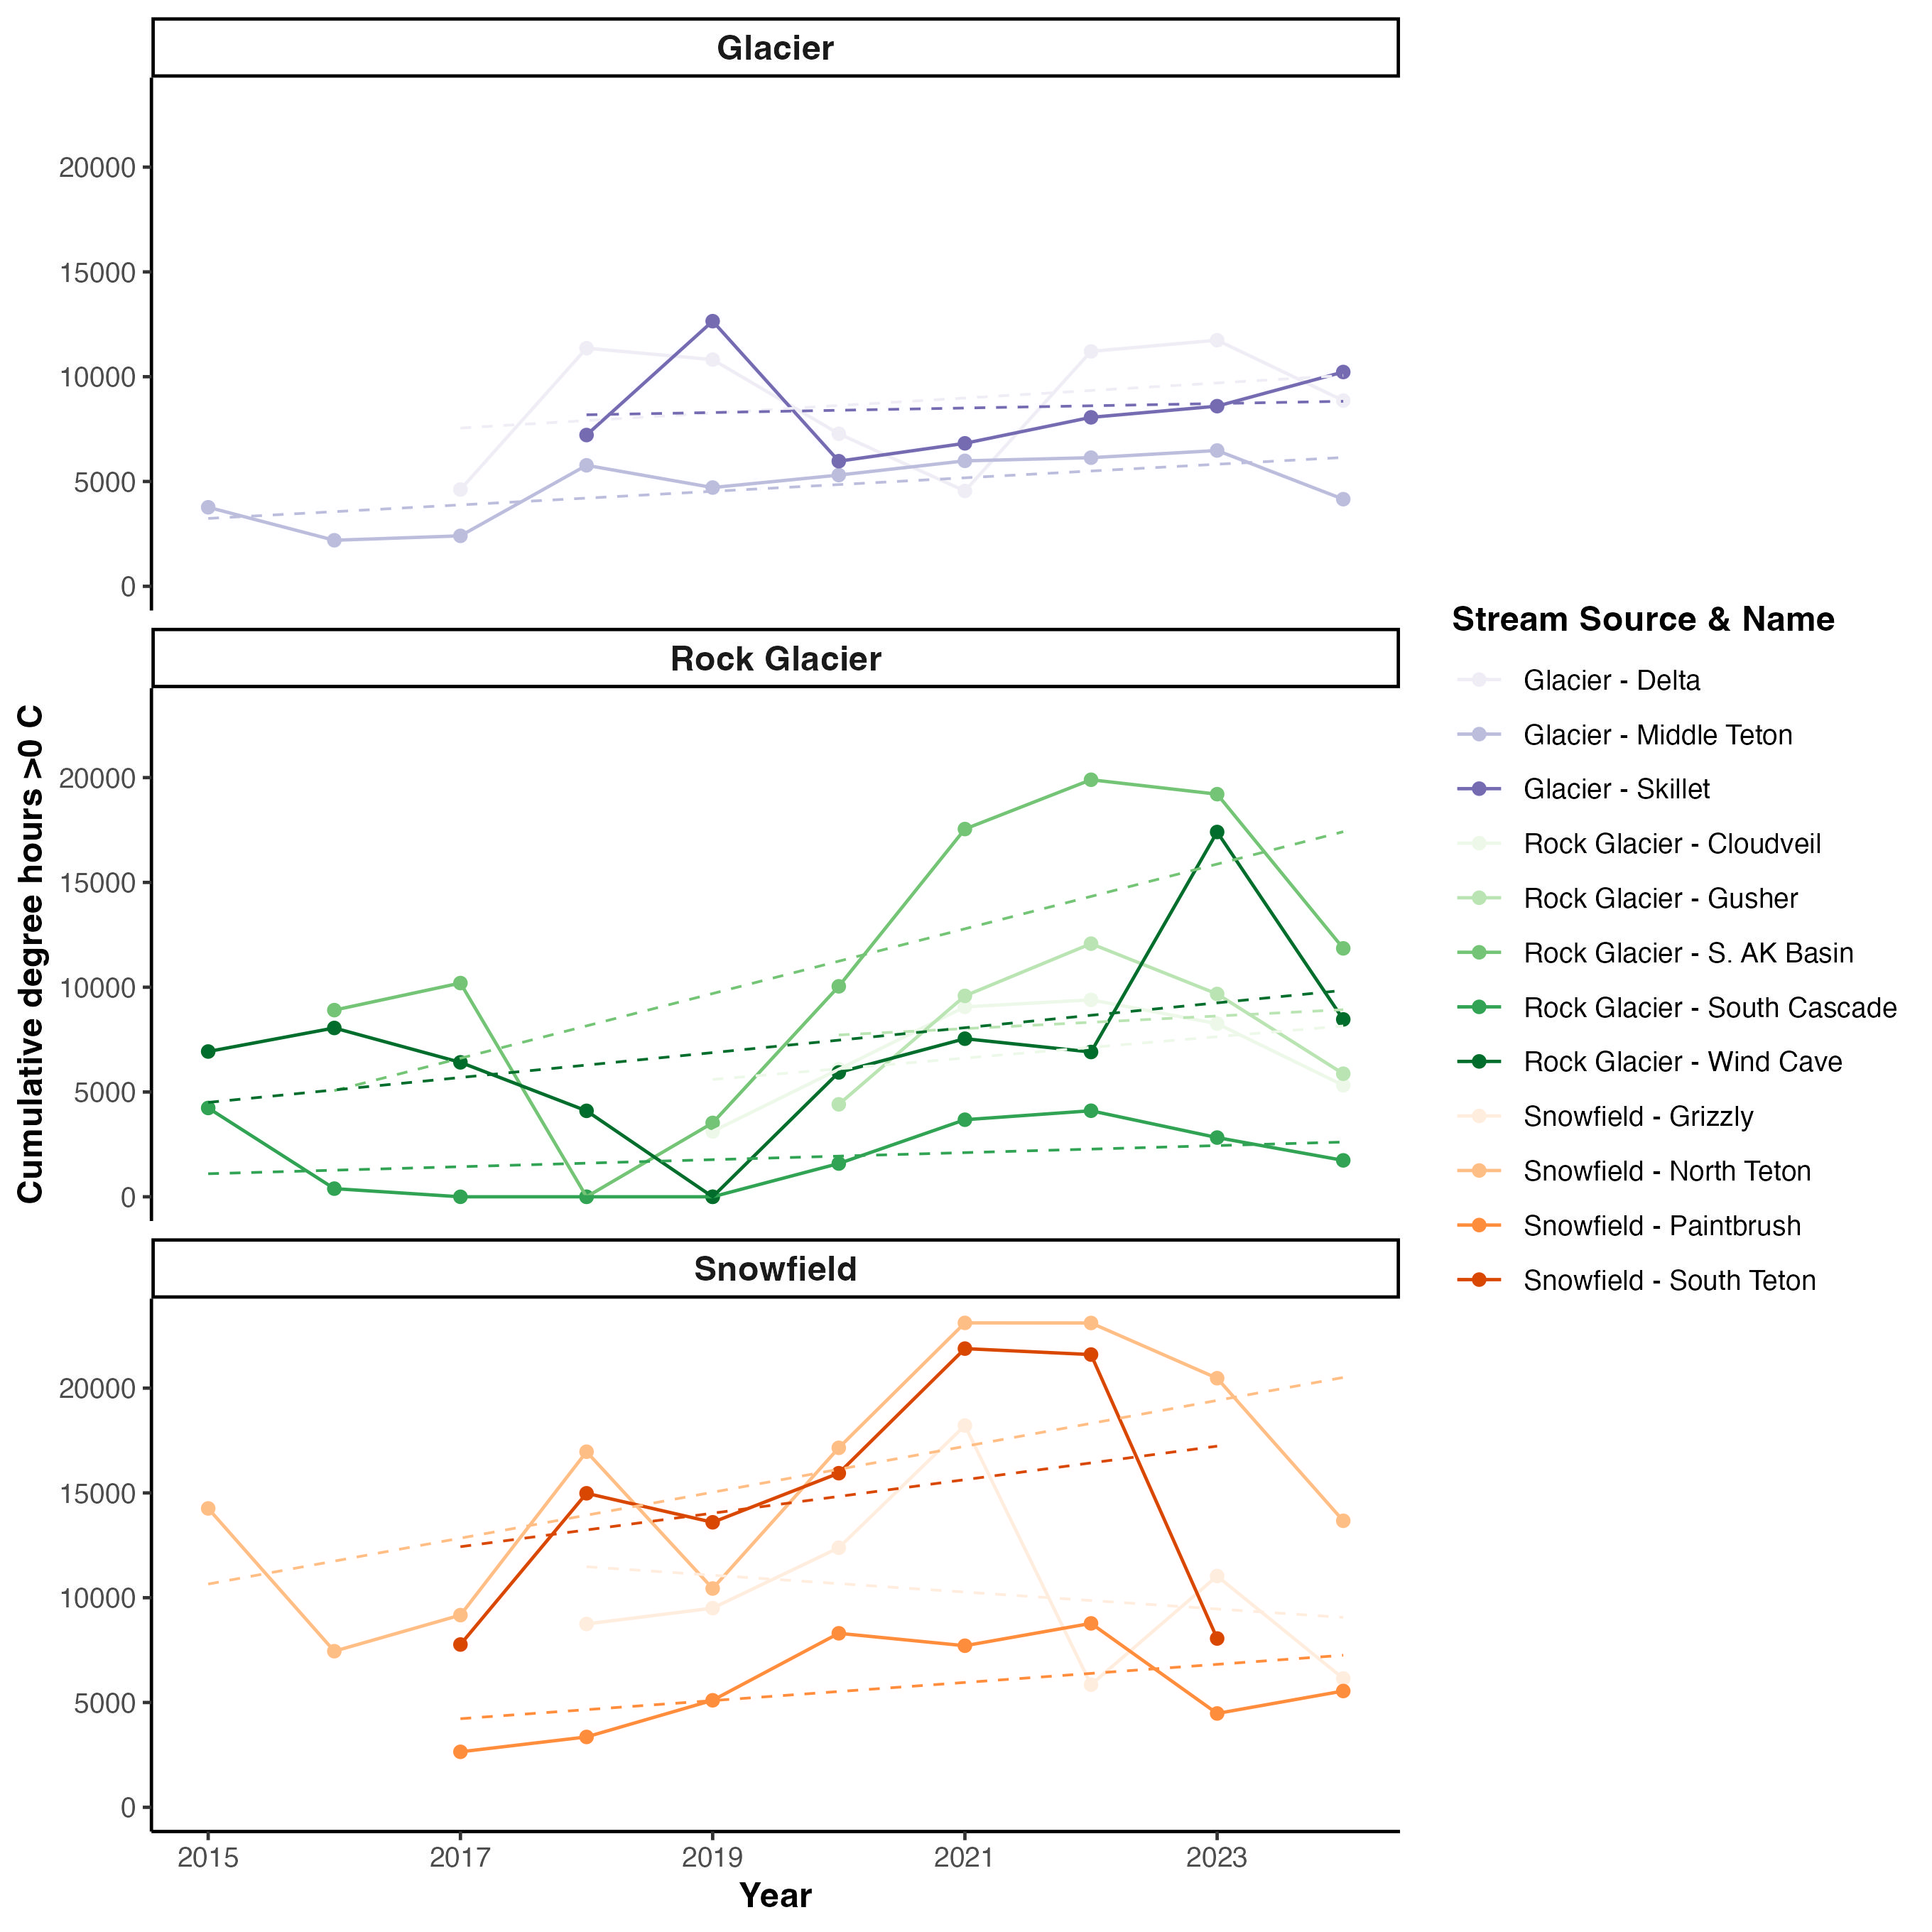 Glacier
20000
15000
10000
5000
0
Rock Glacier
20000
15000
10000
5000
0
Snowfield
20000
15000
10000
5000
0
2015 2017 2019 2021 2023
Year
Cumulative degree hours >0 C
Stream Source & Name
Glacier - Delta
Glacier - Middle Teton
Glacier - Skillet
Rock Glacier - Cloudveil
Rock Glacier - Gusher
Rock Glacier - S. AK Basin
Rock Glacier - South Cascade
Rock Glacier - Wind Cave
Snowfield - Grizzly
Snowfield - North Teton
Snowfield - Paintbrush
Snowfield - South Teton